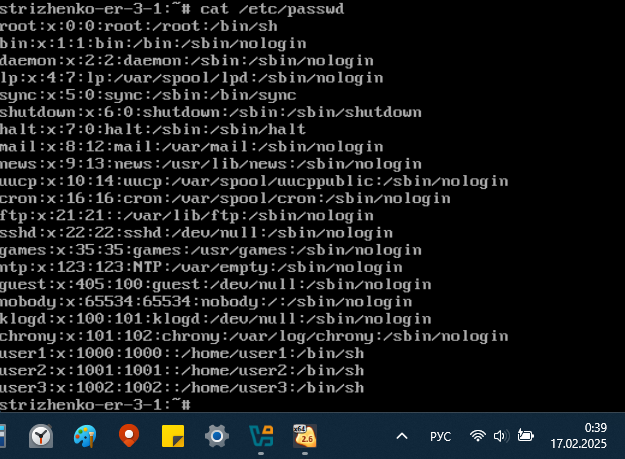 strizhenko-er-3-1:~# cat /etc/passwd
root:x:0:0:root:/root:/bin/sh
bin:x:1:1:bin:/bin:/sbin/nologin
daemon:x:2:2:daemon:/sbin:/sbin/nologin
lp:x:4:7:lp:/var/spool/lpd:/sbin/nologin
sync:x:5:0:sync:/sbin:/bin/sync
shutdown:x:6:0:shutdown:/sbin:/sbin/shutdown
halt:x:7:0:halt:/sbin:/sbin/halt
mail:x:8:12:mail:/var/mail:/sbin/nologin
news:x:9:13:news:/usr/lib/news:/sbin/nologin
uucp:x:10:14:uucp:/var/spool/uucppublic:/sbin/nologin
cron:x:16:16:cron:/var/spool/cron:/sbin/nologin
ftp:x:21:21::/var/lib/ftp:/sbin/nologin
sshd:x:22:22:sshd:/dev/null:/sbin/nologin
games:x:35:35:games:/usr/games:/sbin/nologin
ntp:x:123:123:NTP:/var/empty:/sbin/nologin
guest:x:405:100:guest:/dev/null:/sbin/nologin
nobody:x:65534:65534:nobody:/:/sbin/nologin
klogd:x:100:101:klogd:/dev/null:/sbin/nologin
chrony:x:101:102:chrony:/var/log/chrony:/sbin/nologin
user1:x:1000:1000::/home/user1:/bin/sh
user2:x:1001:1001::/home/user2:/bin/sh
user3:x:1002:1002::/home/user3:/bin/sh
strizhenko-er-3-1:~#
x64
2.6
РУС
0:39
17.02.2025